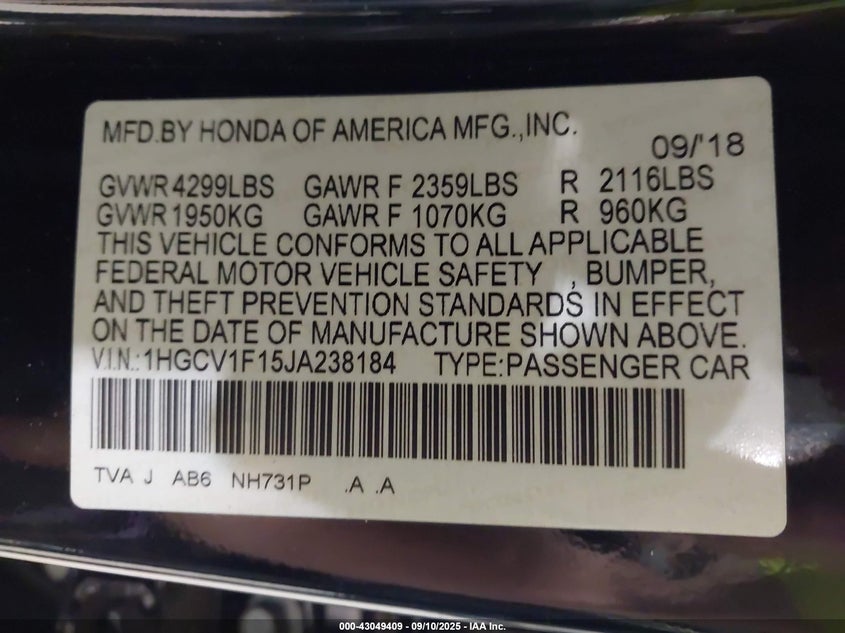 MFD.BY HONDA OF AMERICA MFG.,INC.
09/'18
GVWR 4299LBS GAWR F 2359LBS R 2116LBS
GVWR 1950KG GAWR F 1070KG R 960KG
THIS VEHICLE CONFORMS TO ALL APPLICABLE
FEDERAL MOTOR VEHICLE SAFETY , BUMPER,
AND THEFT PREVENTION STANDARDS IN EFFECT
ON THE DATE OF MANUFACTURE SHOWN ABOVE.
V.I.N.:1HGCV1F15JA238184 TYPE:PASSENGER CAR
TVA J AB6 NH731P .A .A
000-43049409 - 09/10/2025 - IAA Inc.